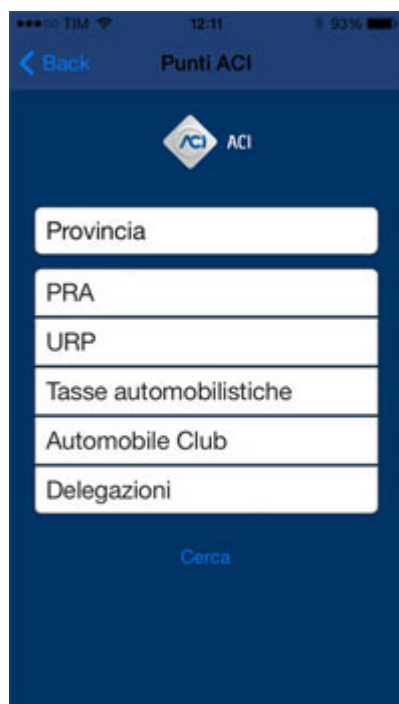 TIM 12:11 93%
Back Punti ACI
ACI ACI
Provincia
PRA
URP
Tasse automobilistiche
Automobile Club
Delegazioni
Cerca